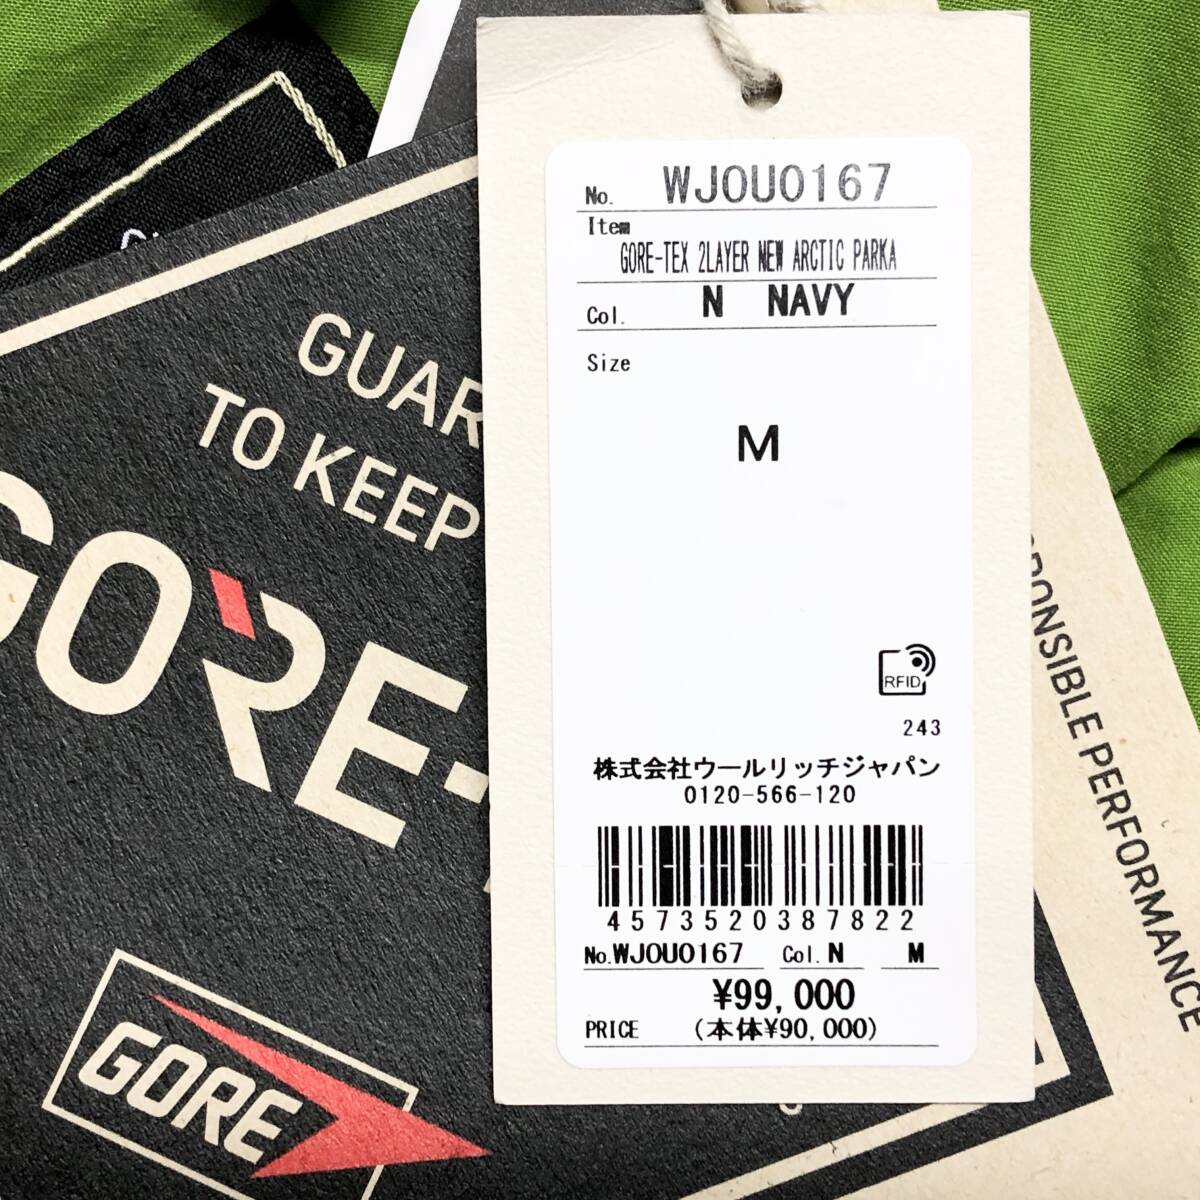 No. WJOU0167
Item
GORE-TEX 2LAYER NEW ARCTIC PARKA
Col. N NAVY
Size
M
RFID
243
株式会社ウールリッチジャパン
0120-566-120
4573520387822
No.WJOU0167 Col.N M
¥99,000
PRICE (本体¥90,000)
TO KEEP
GORE-
GORE
PERFORMANCE